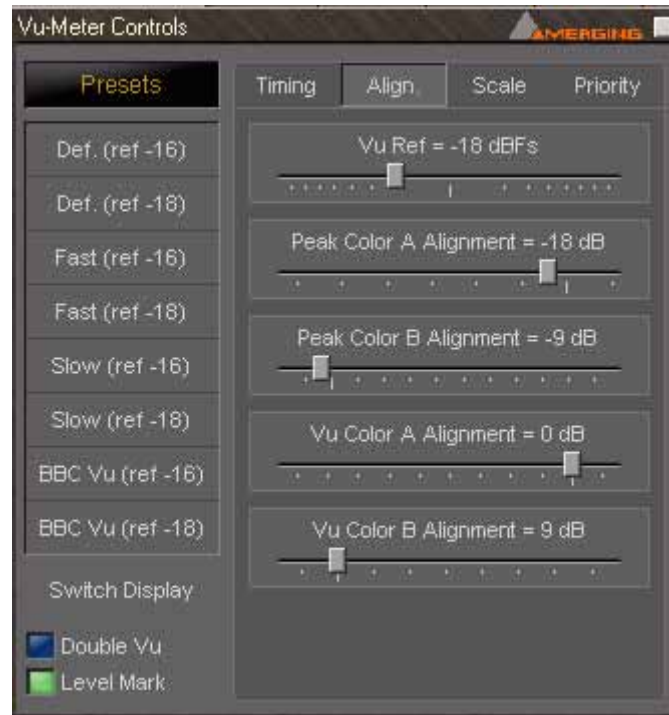 Vu-Meter Controls
AMERGING
Presets
Def. (ref -16)
Def. (ref -18)
Fast (ref -16)
Fast (ref -18)
Slow (ref -16)
Slow (ref -18)
BBC Vu (ref -16)
BBC Vu (ref -18)
Switch Display
Double Vu
Level Mark
Timing Align. Scale Priority
Vu Ref = -18 dBFs
Peak Color A Alignment = -18 dB
Peak Color B Alignment = -9 dB
Vu Color A Alignment = 0 dB
Vu Color B Alignment = 9 dB